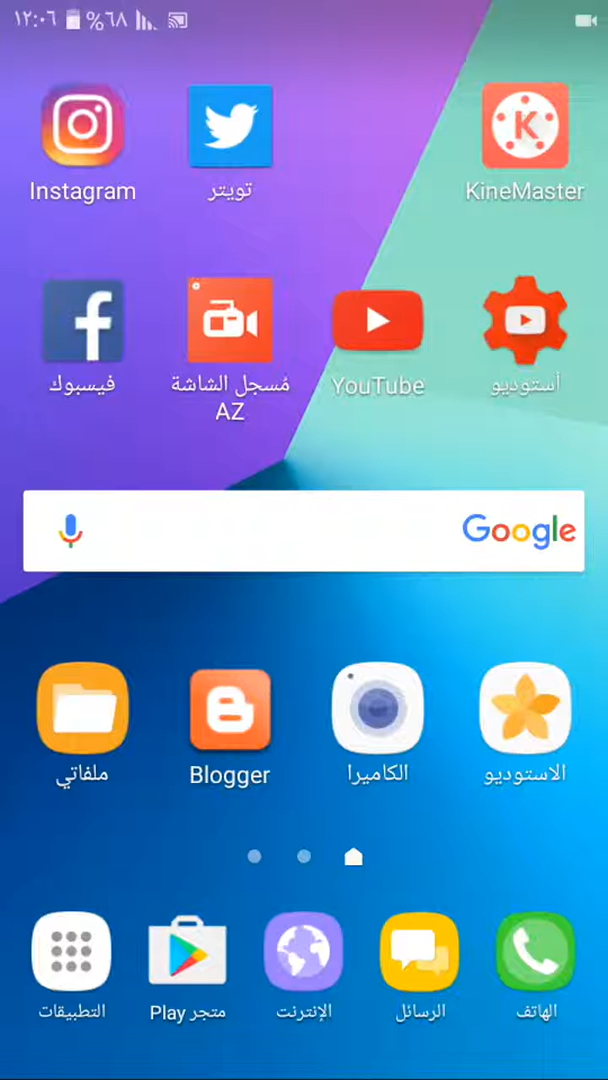 ١٢:٠٦ %٦٨
Instagram
تويتر
KineMaster
فيسبوك
مُسجل الشاشة
AZ
YouTube
أستوديو
Google
ملفاتي
Blogger
الكاميرا
الاستوديو
التطبيقات
متجر Play
الإنترنت
الرسائل
الهاتف